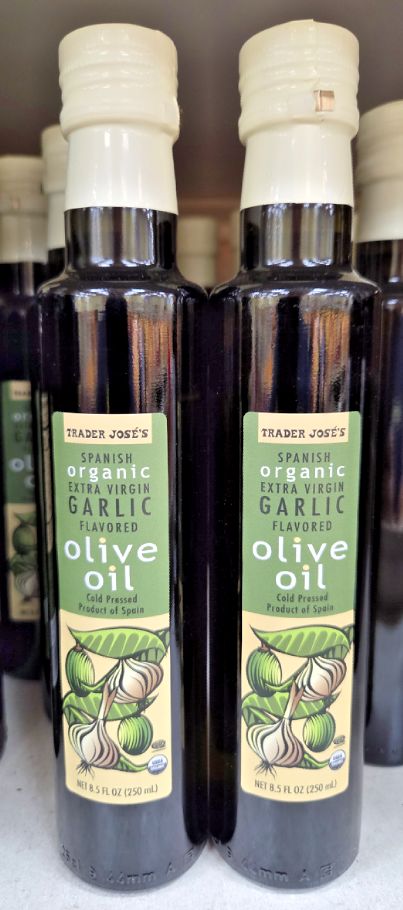 TRADER JOSÉ'S
SPANISH
organic
EXTRA VIRGIN
GARLIC
FLAVORED
olive
oil
Cold Pressed
Product of Spain
NET 8.5 FL OZ (250 mL)
TRADER JOSÉ'S
SPANISH
organic
EXTRA VIRGIN
GARLIC
FLAVORED
olive
oil
Cold Pressed
Product of Spain
USDA
NET 8.5 FL OZ (250 mL)